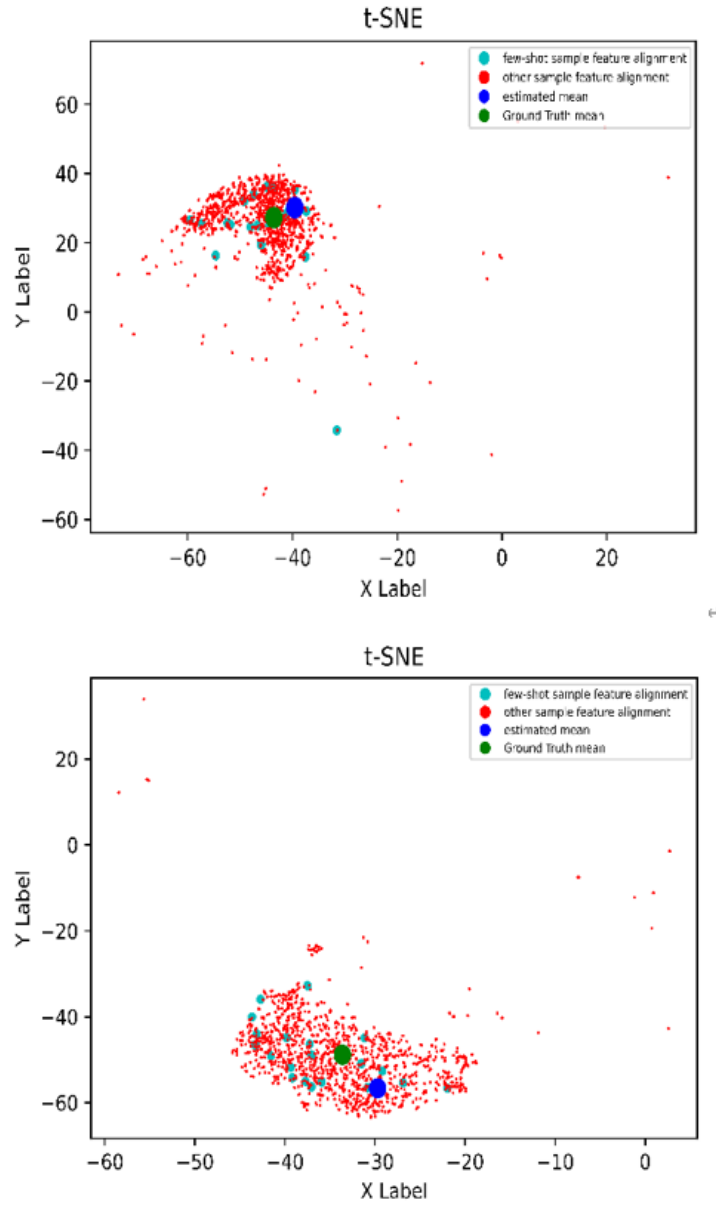 t-SNE
few-shot sample feature alignment
other sample feature alignment
estimated mean
Ground Truth mean
60
40
20
0
−20
−40
−60
Y Label
−60 −40 −20 0 20
X Label
t-SNE
few-shot sample feature alignment
other sample feature alignment
estimated mean
Ground Truth mean
20
0
−20
−40
−60
Y Label
−60 −50 −40 −30 −20 −10 0
X Label